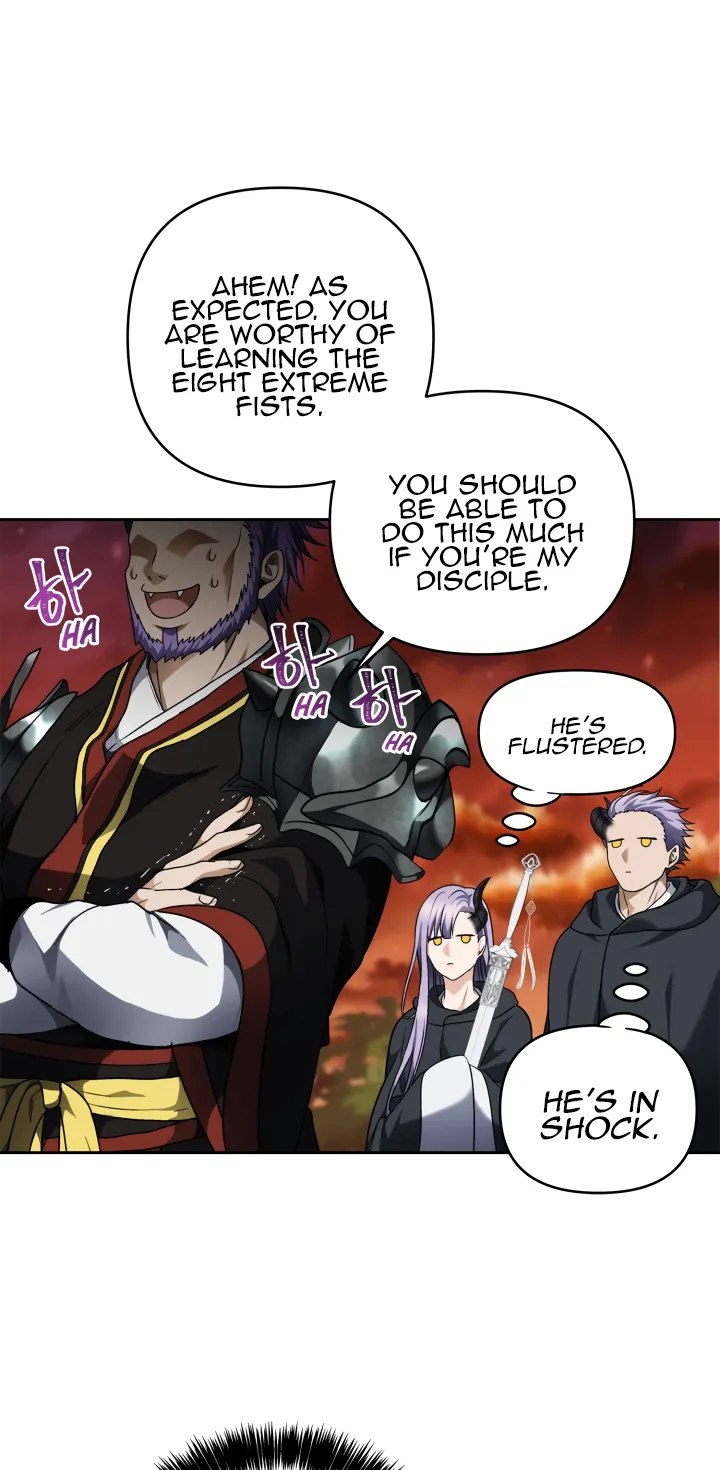 AHEM! AS
EXPECTED, YOU
ARE WORTHY OF
LEARNING THE
EIGHT EXTREME
FISTS.
YOU SHOULD
BE ABLE TO
DO THIS MUCH
IF YOU'RE MY
DISCIPLE.
하
HA
하
HA
하
HA
HE'S
FLUSTERED.
HE'S IN
SHOCK.